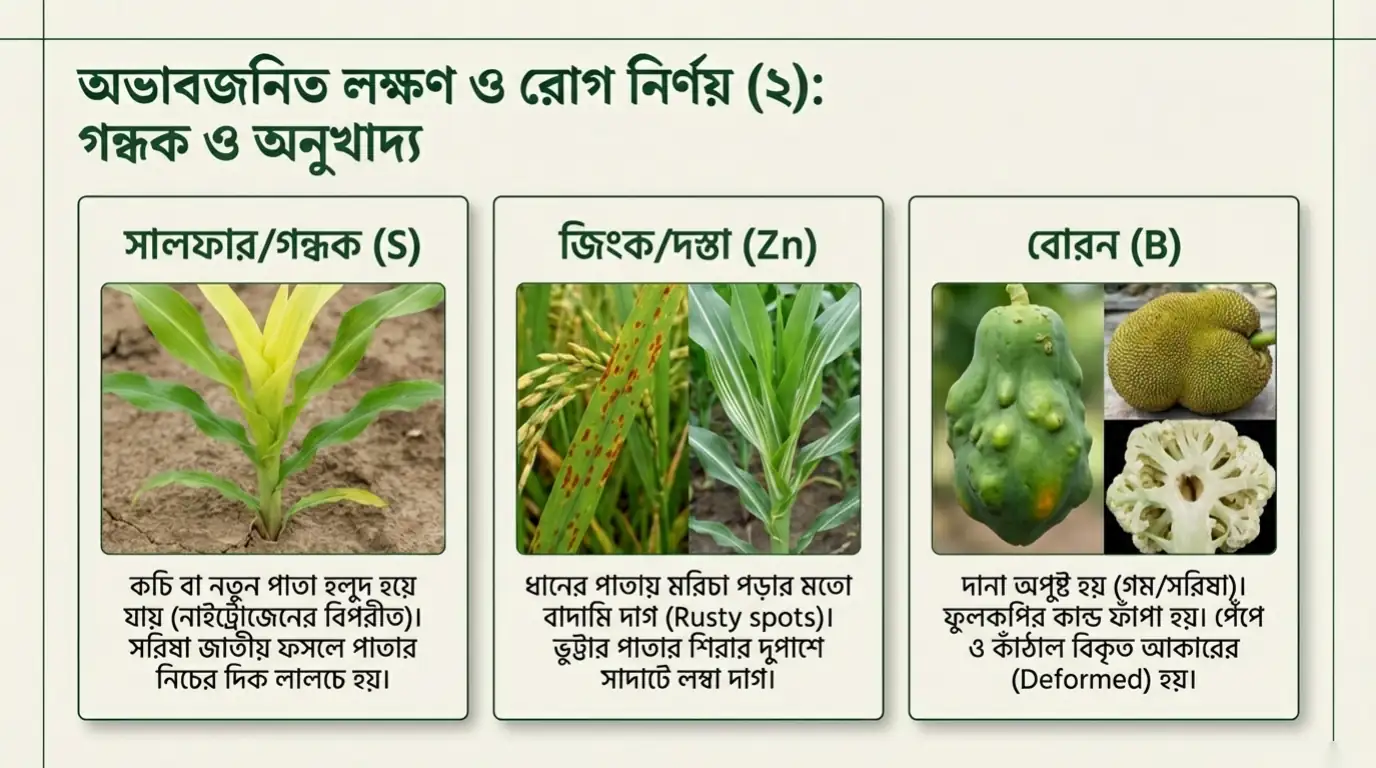 অভাবজনিত লক্ষণ ও রোগ নির্ণয় (২):
গন্ধক ও অনুখাদ্য
সালফার/গন্ধক (S)
কচি বা নতুন পাতা হলুদ হয়ে
যায় (নাইট্রোজেনের বিপরীত)।
সরিষা জাতীয় ফসলে পাতার
নিচের দিক লালচে হয়।
জিংক/দস্তা (Zn)
ধানের পাতায় মরিচা পড়ার মতো
বাদামি দাগ (Rusty spots)।
ভুট্টার পাতার শিরার দুপাশে
সাদাটে লম্বা দাগ।
বোরন (B)
দানা অপুষ্ট হয় (গম/সরিষা)।
ফুলকপির কান্ড ফাঁপা হয়। পেঁপে
ও কাঁঠাল বিকৃত আকারের
(Deformed) হয়।